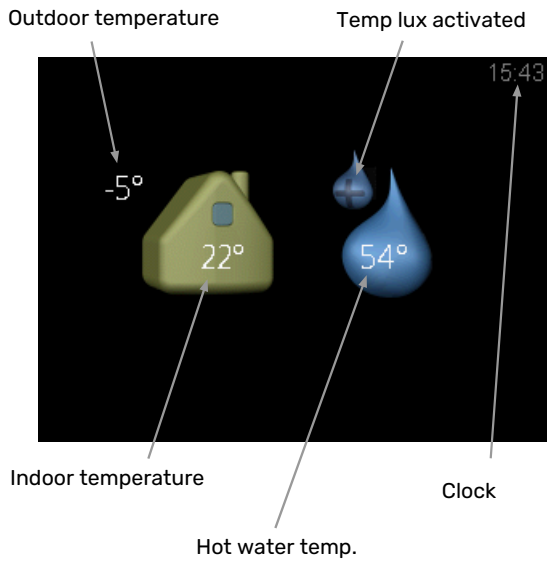 Outdoor temperature
Temp lux activated
15:43
-5°
22°
54°
Indoor temperature
Clock
Hot water temp.